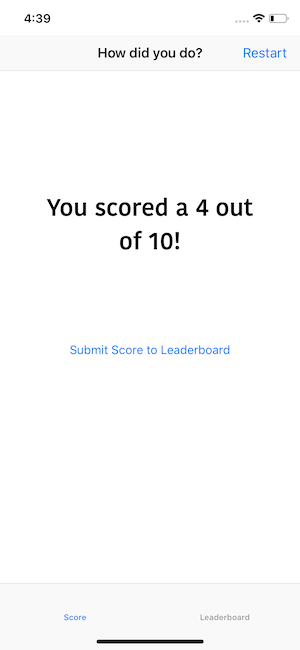 4:39
How did you do? Restart
You scored a 4 out
of 10!
Submit Score to Leaderboard
Score Leaderboard